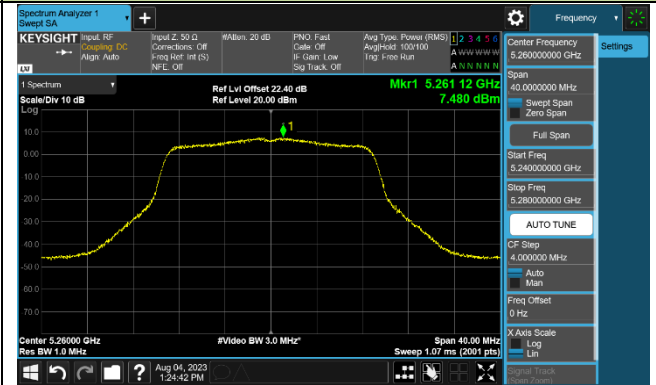 Spectrum Analyzer 1
Swept SA
+
Frequency
KEYSIGHT
Input: RF
Coupling: DC
Align: Auto
Input Z: 50 Ω
Corrections: Off
Freq Ref: Int (S)
NFE: Off
#Atten: 20 dB
PNO: Fast
Gate: Off
IF Gain: Low
Sig Track: Off
Avg Type: Power (RMS)
Avg|Hold: 100/100
Trig: Free Run
1 2 3 4 5 6
A W W W W W
A N N N N N
LXI
1 Spectrum
Scale/Div 10 dB
Log
Ref Lvl Offset 22.40 dB
Ref Level 20.00 dBm
Mkr1 5.261 12 GHz
7.480 dBm
1
10.0
0.00
-10.0
-20.0
-30.0
-40.0
-50.0
-60.0
-70.0
Center 5.26000 GHz
Res BW 1.0 MHz
#Video BW 3.0 MHz*
Span 40.00 MHz
Sweep 1.07 ms (2001 pts)
Center Frequency
5.260000000 GHz
Settings
Span
40.0000000 MHz
Swept Span
Zero Span
Full Span
Start Freq
5.240000000 GHz
Stop Freq
5.280000000 GHz
AUTO TUNE
CF Step
4.000000 MHz
Auto
Man
Freq Offset
0 Hz
X Axis Scale
Log
Lin
Signal Track
(Span Zoom)
?
Aug 04, 2023
1:24:42 PM